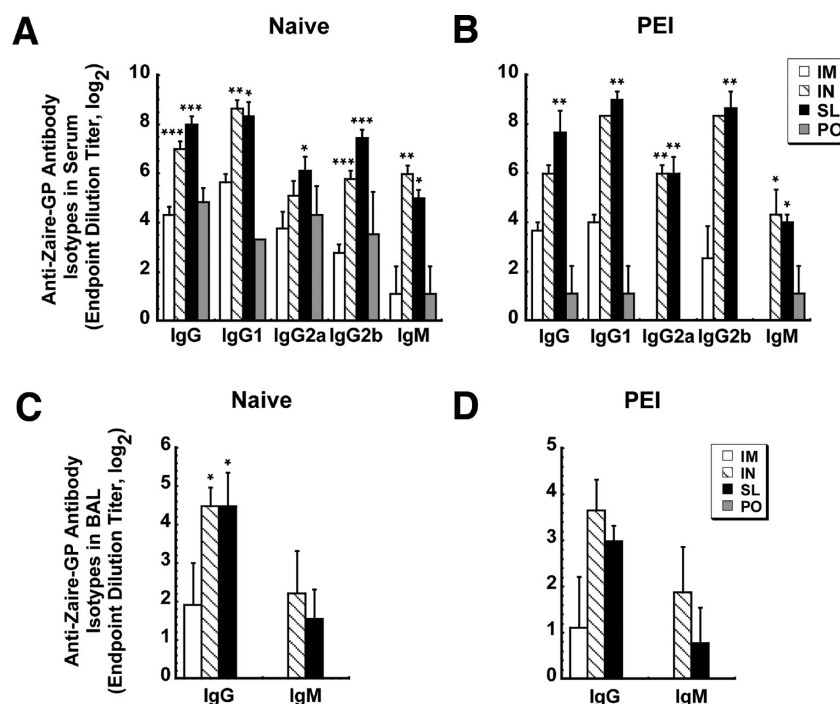 A
Naive
B
PEI
Anti-Zaire-GP Antibody
Isotypes in Serum
(Endpoint Dilution Titer, log2)
10
8
6
4
2
0
*** *** ** * * *** *** ** *
IgG IgG1 IgG2a IgG2b IgM
10
8
6
4
2
0
** ** ** ** ** * *
IgG IgG1 IgG2a IgG2b IgM
IM
IN
SL
PO
C
Naive
D
PEI
Anti-Zaire-GP Antibody
Isotypes in BAL
(Endpoint Dilution Titer, log2)
6
5
4
3
2
1
0
* *
IgG IgM
5
4
3
2
1
0
IgG IgM
IM
IN
SL
PO